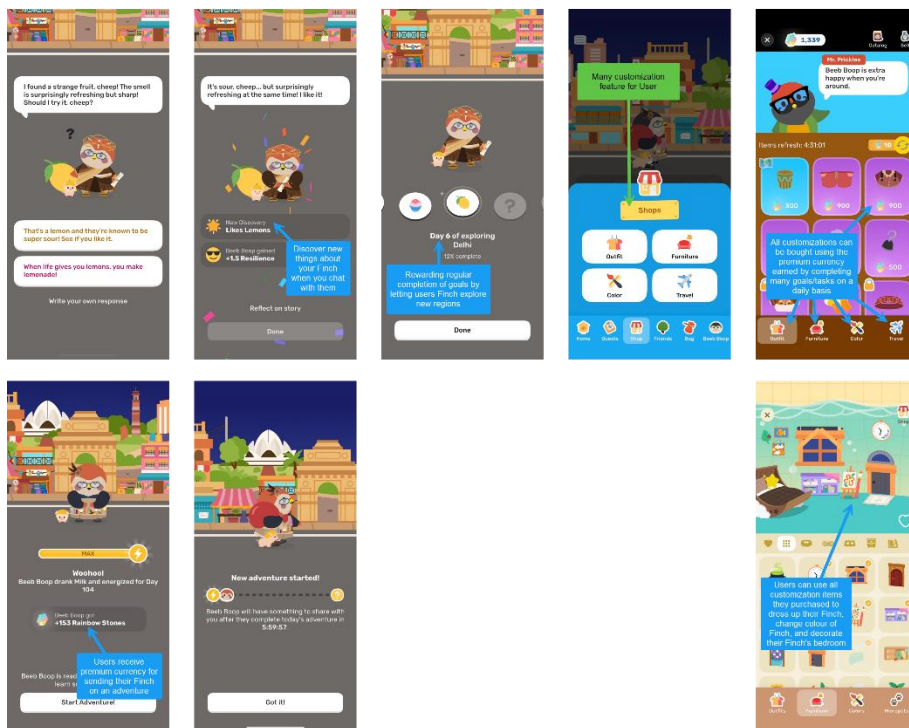 I found a strange fruit, cheep! The smell
is surprisingly refreshing but sharp!
Should I try it, cheep?
?
That's a lemon and they're known to be
super sour! See if you like it.
When life gives you lemons, you make
lemonade!
Write your own response
It's sour, cheep... but surprisingly
refreshing at the same time! I like it!
New Discovery
Likes Lemons
Beeb Boop gained
+1.5 Resilience
Discover new
things about
your Finch
when you chat
with them
Reflect on story
Done
?
Day 6 of exploring
Delhi
12% complete
Rewarding regular
completion of goals by
letting users Finch explore
new regions
Done
Many customization
feature for User
Shops
Outfit
Furniture
Color
Travel
Home
Quests
Shop
Friends
Bag
Beeb Boop
1,339
Catalog
Mr. Prickles
Beeb Boop is extra
happy when you're
around.
Items refresh: 4:31:01
10
300
900
900
500
All customizations can
be bought using the
premium currency
earned by completing
many goals/tasks on a
daily basis
Outfit
Furniture
Color
Travel
MAX
Woohoo!
Beeb Boop drank Milk and energized for Day
104
Beeb Boop got
+153 Rainbow Stones
Users receive
premium currency for
sending their Finch
on an adventure
Beeb Boop is
Start Adventure!
New adventure started!
?
Beeb Boop will have something to share with
you after they complete today's adventure in
5:59:57.
Got it!
Users can use all
customization items
they purchased to
dress up their Finch,
change colour of
Finch, and decorate
their Finch's bedroom
Outfits
Furniture
Colors
Micropets